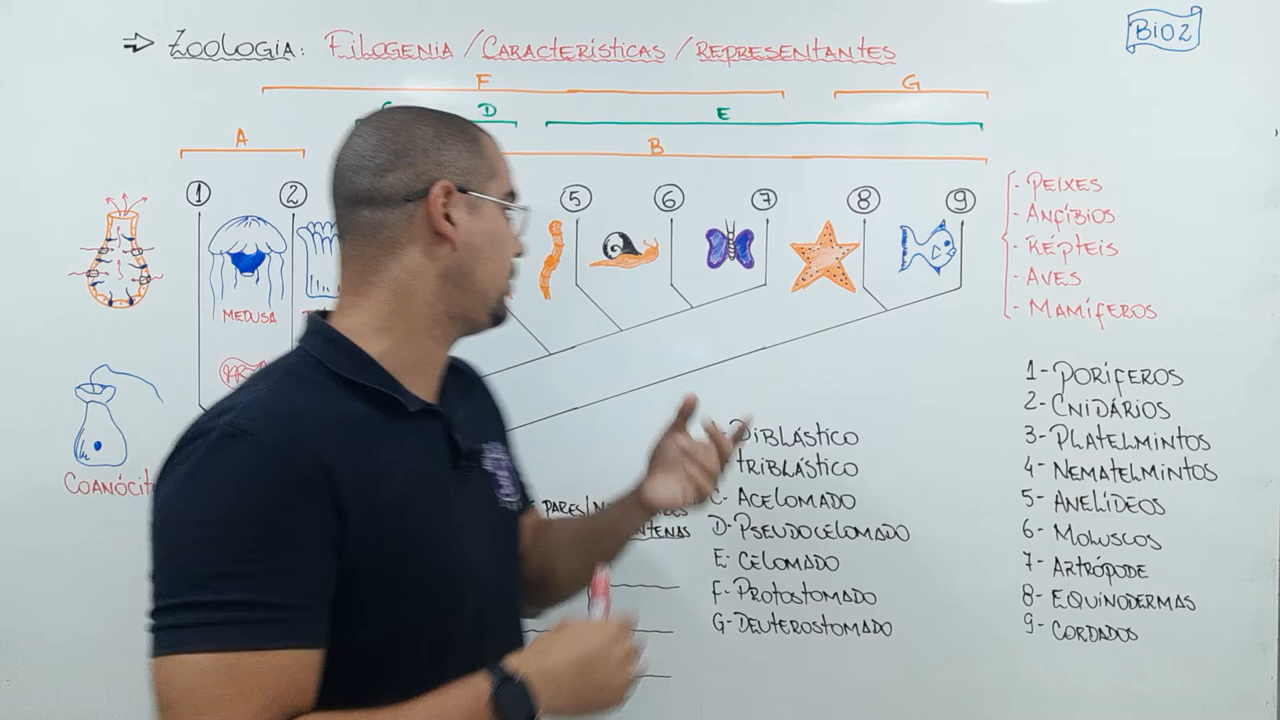 ⇒ Zoologia: Filogenia / Características / representantes
BiO2
F
G
D
E
A
B
1
2
5
6
7
8
9
MEDUSA
COANÓCIT
- PEIXES
- ANFÍBIOS
- RÉPTEIS
- AVES
- MAMÍFEROS
PARES/N
TENAS
DIBLÁSTICO
TRIBLÁSTICO
C- ACELOMADO
D- PSEUDOCELOMADO
E- CELOMADO
F- PROTOSTOMADO
G- DEUTEROSTOMADO
1- PORÍFEROS
2- CNIDÁRIOS
3- PLATELMINTOS
4- NEMATELMINTOS
5- ANELÍDEOS
6- MOLUSCOS
7- ARTRÓPODE
8- EQUINODERMAS
9- CORDADOS